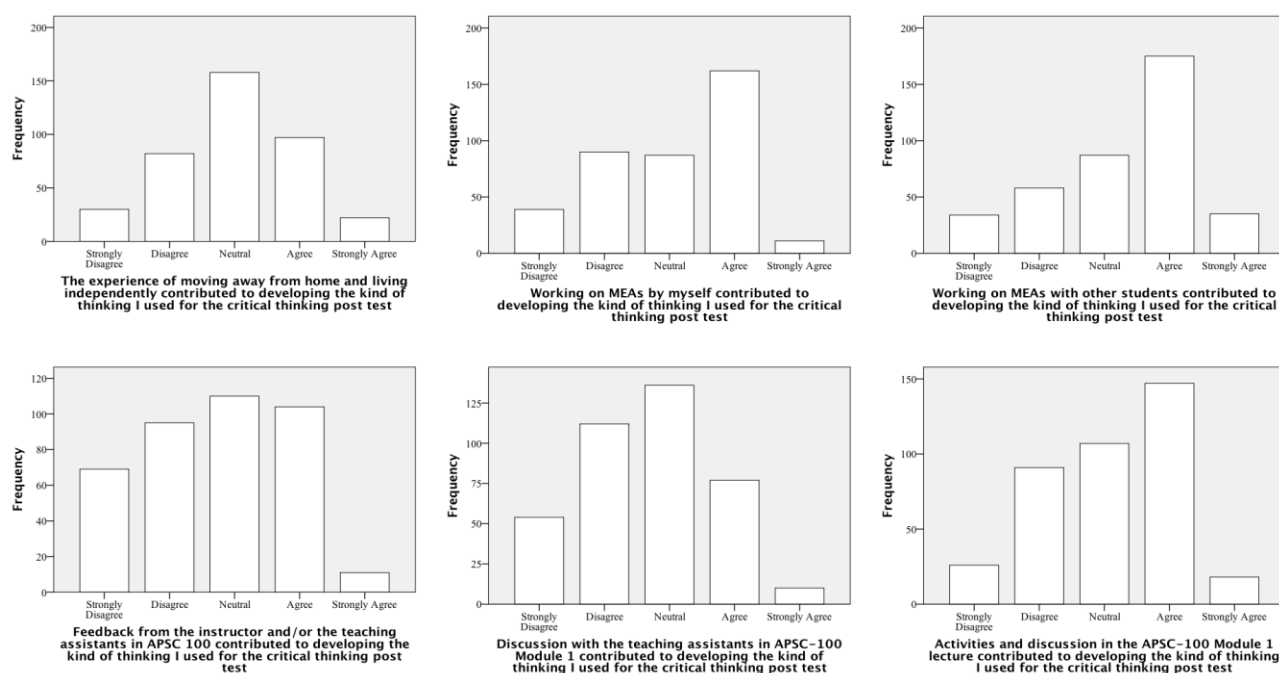 200
150
100
50
0
Frequency
Strongly
Disagree
Disagree
Neutral
Agree
Strongly Agree
The experience of moving away from home and living
independently contributed to developing the kind of
thinking I used for the critical thinking post test
200
150
100
50
0
Frequency
Strongly
Disagree
Disagree
Neutral
Agree
Strongly Agree
Working on MEAs by myself contributed to
developing the kind of thinking I used for the critical
thinking post test
200
150
100
50
0
Frequency
Strongly
Disagree
Disagree
Neutral
Agree
Strongly Agree
Working on MEAs with other students contributed to
developing the kind of thinking I used for the critical
thinking post test
120
100
80
60
40
20
0
Frequency
Strongly
Disagree
Disagree
Neutral
Agree
Strongly Agree
Feedback from the instructor and/or the teaching
assistants in APSC 100 contributed to developing the
kind of thinking I used for the critical thinking post
test
125
100
75
50
25
0
Frequency
Strongly
Disagree
Disagree
Neutral
Agree
Strongly Agree
Discussion with the teaching assistants in APSC-100
Module 1 contributed to developing the kind of
thinking I used for the critical thinking post test
150
100
50
0
Frequency
Strongly
Disagree
Disagree
Neutral
Agree
Strongly Agree
Activities and discussion in the APSC-100 Module 1
lecture contributed to developing the kind of thinking
I used for the critical thinking post test